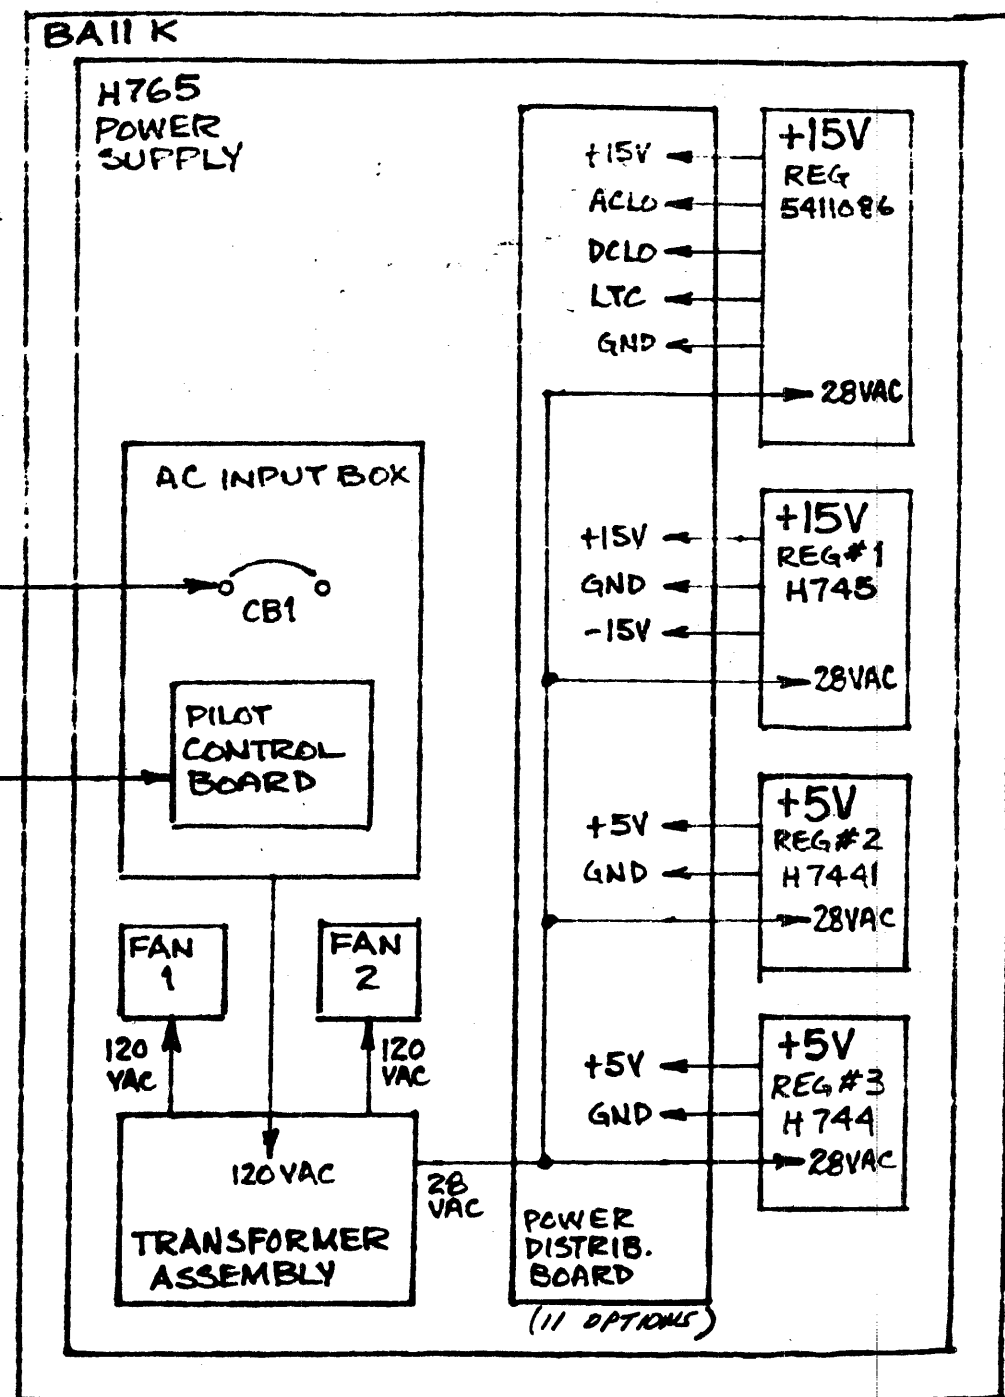 BA11 K
H765
POWER
SUPPLY
AC INPUT BOX
CB1
PILOT
CONTROL
BOARD
FAN
1
FAN
2
120
VAC
120
VAC
120 VAC
TRANSFORMER
ASSEMBLY
28
VAC
+15V
ACLO
DCLO
LTC
GND
+15V
GND
-15V
+5V
GND
+5V
GND
POWER
DISTRIB.
BOARD
(11 OPTIONS)
+15V
REG
5411086
28VAC
+15V
REG#1
H745
28VAC
+5V
REG#2
H7441
28VAC
+5V
REG#3
H744
28VAC